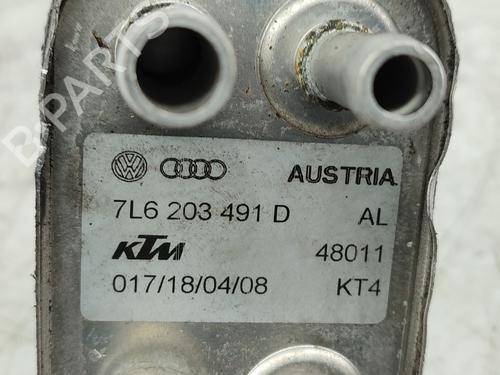 AUSTRIA
7L6 203 491 D AL
KTM 48011
017/18/04/08 KT4
B-PARTS